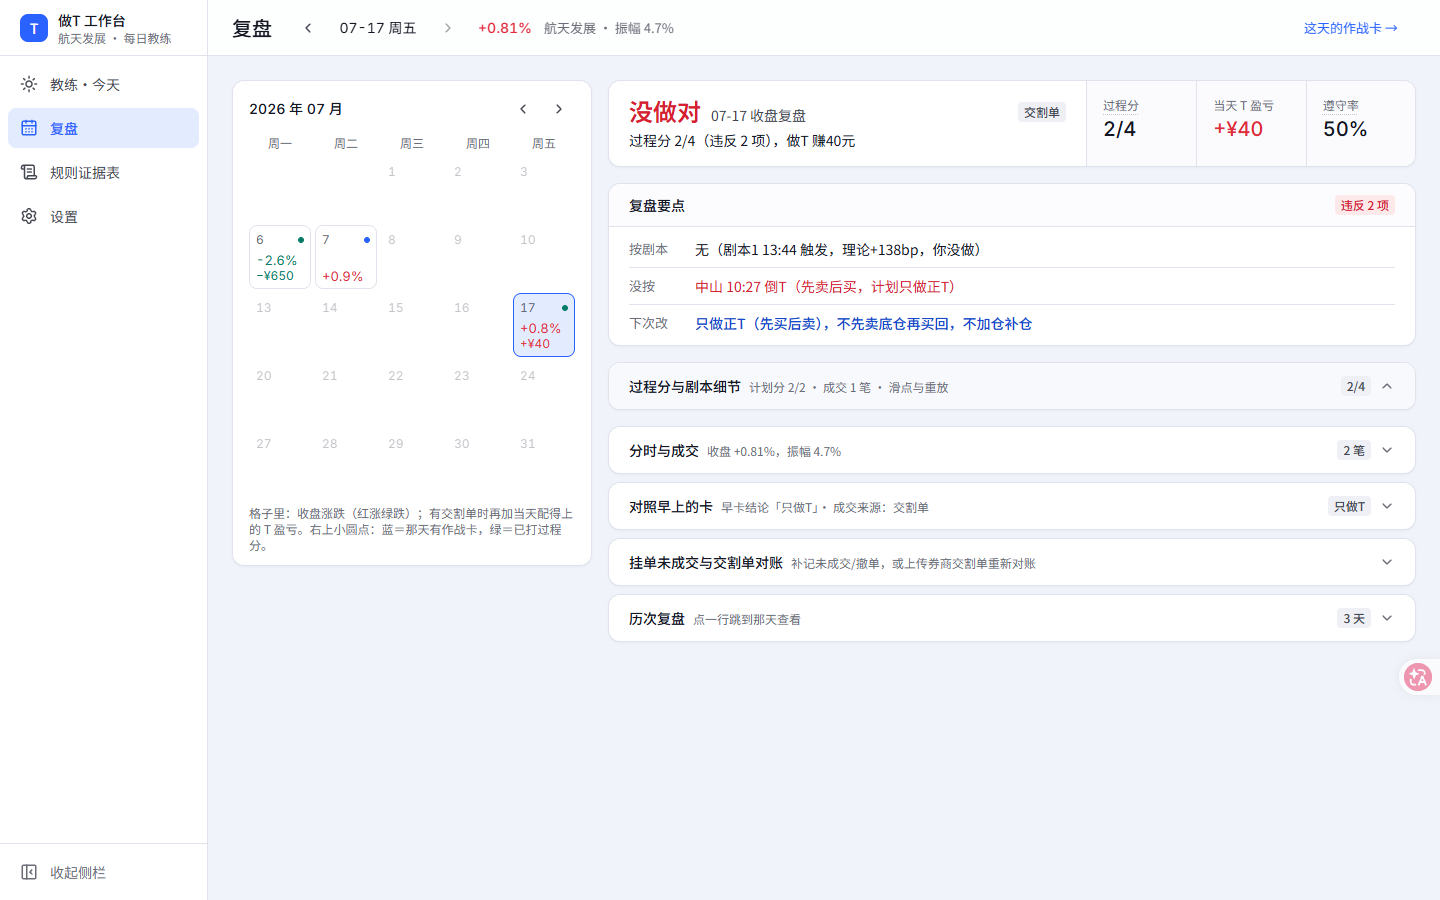 T
做T 工作台
航天发展 · 每日教练
教练 · 今天
复盘
规则证据表
设置
收起侧栏
复盘
07-17 周五
+0.81%
航天发展 · 振幅 4.7%
这天的作战卡 →
2026 年 07 月
周一 周二 周三 周四 周五
1 2 3
6 7 8 9 10
-2.6%
−¥650
+0.9%
13 14 15 16 17
+0.8%
+¥40
20 21 22 23 24
27 28 29 30 31
格子里：收盘涨跌（红涨绿跌）；有交割单时再加当天配得上
的 T 盈亏。右上小圆点：蓝＝那天有作战卡，绿＝已打过程
分。
没做对 07-17 收盘复盘
交割单
过程分 2/4（违反 2 项），做T 赚40元
过程分
2/4
当天 T 盈亏
+¥40
遵守率
50%
复盘要点
违反 2 项
按剧本 无（剧本1 13:44 触发，理论+138bp，你没做）
没按 中山 10:27 倒T（先卖后买，计划只做正T）
下次改 只做正T（先买后卖），不先卖底仓再买回，不加仓补仓
过程分与剧本细节 计划分 2/2 · 成交 1 笔 · 滑点与重放 2/4
分时与成交 收盘 +0.81%，振幅 4.7% 2 笔
对照早上的卡 早卡结论「只做T」· 成交来源：交割单 只做T
挂单未成交与交割单对账 补记未成交/撤单，或上传券商交割单重新对账
历次复盘 点一行跳到那天查看 3 天